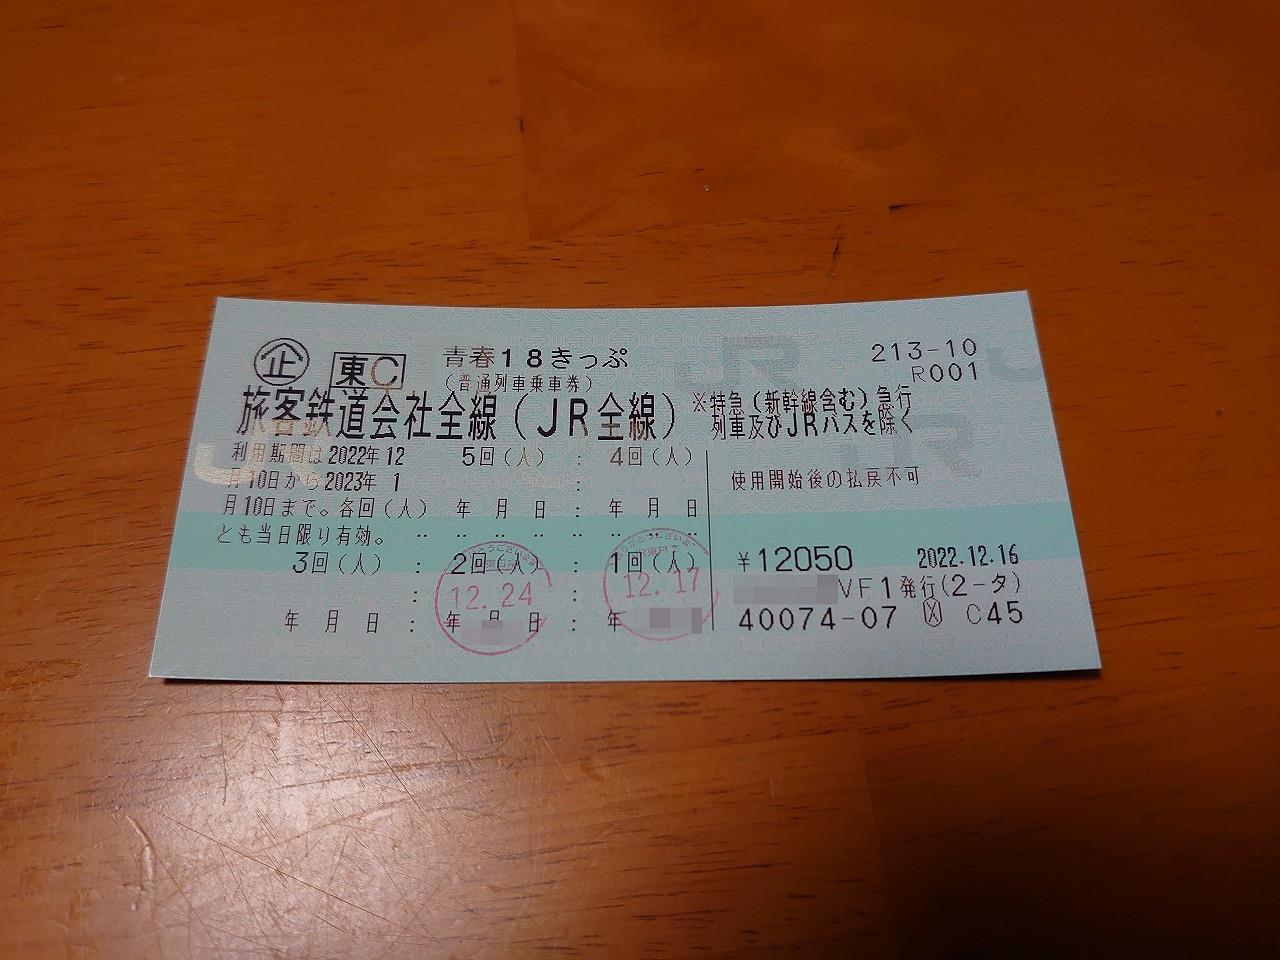 企 東C 青春18きっぷ 213-10
(普通列車乗車券) R001
旅客鉄道会社全線(JR全線)
※特急(新幹線含む)急行
列車及びJRバスを除く
利用期間は2022年12
月10日から2023年 1
月10日まで。各回(人)
とも当日限り有効。
5回(人) : 4回(人)
年 月 日 : 年 月 日
3回(人) : 2回(人) : 1回(人)
12.24
12.17
年 月 日 : 年 月 日 : 年
使用開始後の払戻不可
¥12050 2022.12.16
VF1発行(2-タ)
40074-07 X C45